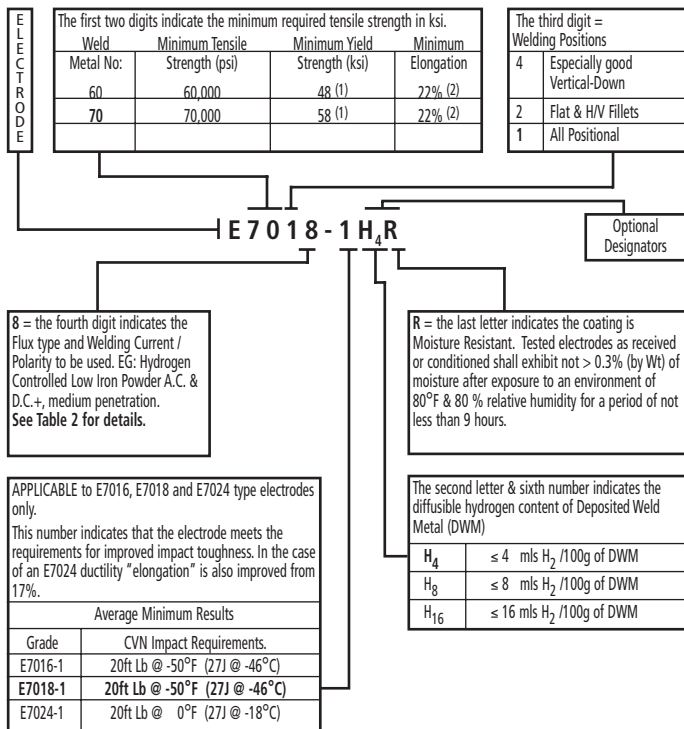 ELECTRODE
The first two digits indicate the minimum required tensile strength in ksi.
Weld Minimum Tensile Minimum Yield Minimum
Metal No: Strength (psi) Strength (ksi) Elongation
60 60,000 48 (1) 22% (2)
70 70,000 58 (1) 22% (2)
The third digit =
Welding Positions
4 Especially good
Vertical-Down
2 Flat & H/V Fillets
1 All Positional
E 7 0 1 8 - 1 H4 R
Optional
Designators
8 = the fourth digit indicates the
Flux type and Welding Current /
Polarity to be used. EG: Hydrogen
Controlled Low Iron Powder A.C. &
D.C.+, medium penetration.
See Table 2 for details.
R = the last letter indicates the coating is
Moisture Resistant. Tested electrodes as received
or conditioned shall exhibit not > 0.3% (by Wt) of
moisture after exposure to an environment of
80°F & 80 % relative humidity for a period of not
less than 9 hours.
APPLICABLE to E7016, E7018 and E7024 type electrodes
only.
This number indicates that the electrode meets the
requirements for improved impact toughness. In the case
of an E7024 ductility "elongation" is also improved from
17%.
Average Minimum Results
Grade CVN Impact Requirements.
E7016-1 20ft Lb @ -50°F (27J @ -46°C)
E7018-1 20ft Lb @ -50°F (27J @ -46°C)
E7024-1 20ft Lb @ 0°F (27J @ -18°C)
The second letter & sixth number indicates the
diffusible hydrogen content of Deposited Weld
Metal (DWM)
H4 ≤ 4 mls H2 /100g of DWM
H8 ≤ 8 mls H2 /100g of DWM
H16 ≤ 16 mls H2 /100g of DWM